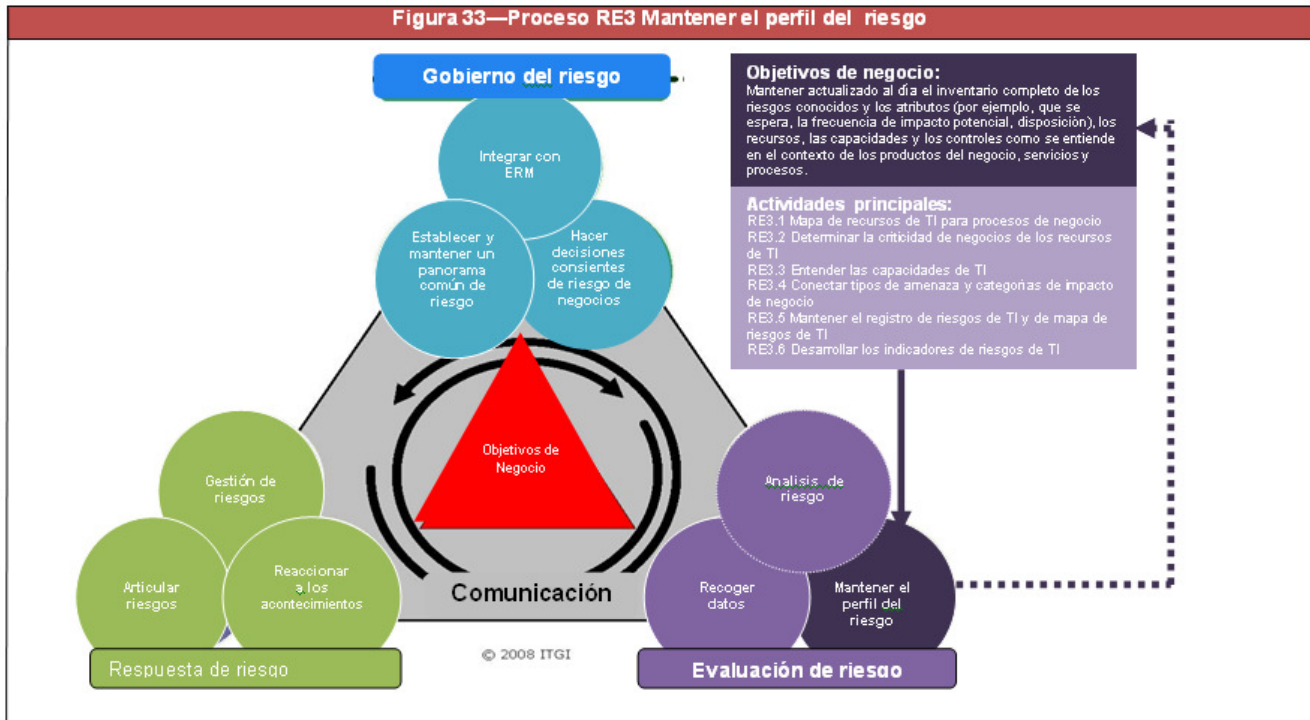 Figura 33—Proceso RE3 Mantener el perfil del riesgo
Gobierno del riesgo
Integrar con
ERM
Establecer y
mantener un
panorama
común de
riesgo
Hacer
decisiones
consientes
de riesgo de
negocios
Objetivos de negocio:
Mantener actualizado al día el inventario completo de los
riesgos conocidos y los atributos (por ejemplo, que se
espera, la frecuencia de impacto potencial, disposición), los
recursos, las capacidades y los controles como se entiende
en el contexto de los productos del negocio, servicios y
procesos.
Actividades principales:
RE3.1 Mapa de recursos de TI para procesos de negocio
RE3.2 Determinar la criticidad de negocios de los recursos
de TI
RE3.3 Entender las capacidades de TI
RE3.4 Conectar tipos de amenaza y categorías de impacto
de negocio
RE3.5 Mantener el registro de riesgos de TI y de mapa de
riesgos de TI
RE3.6 Desarrollar los indicadores de riesgos de TI
Objetivos de
Negocio
Gestión de
riesgos
Articular
riesgos
Reaccionar
a los
acontecimientos
Comunicación
Analisis de
riesgo
Recoger
datos
Mantener el
perfil del
riesgo
© 2008 ITGI
Respuesta de riesgo
Evaluación de riesgo